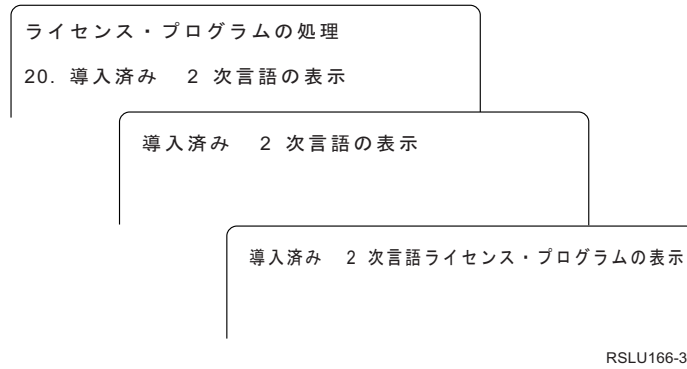 ライセンス・プログラムの処理
20. 導入済み　2 次言語の表示
導入済み　2 次言語の表示
導入済み　2 次言語ライセンス・プログラムの表示
RSLU166-3